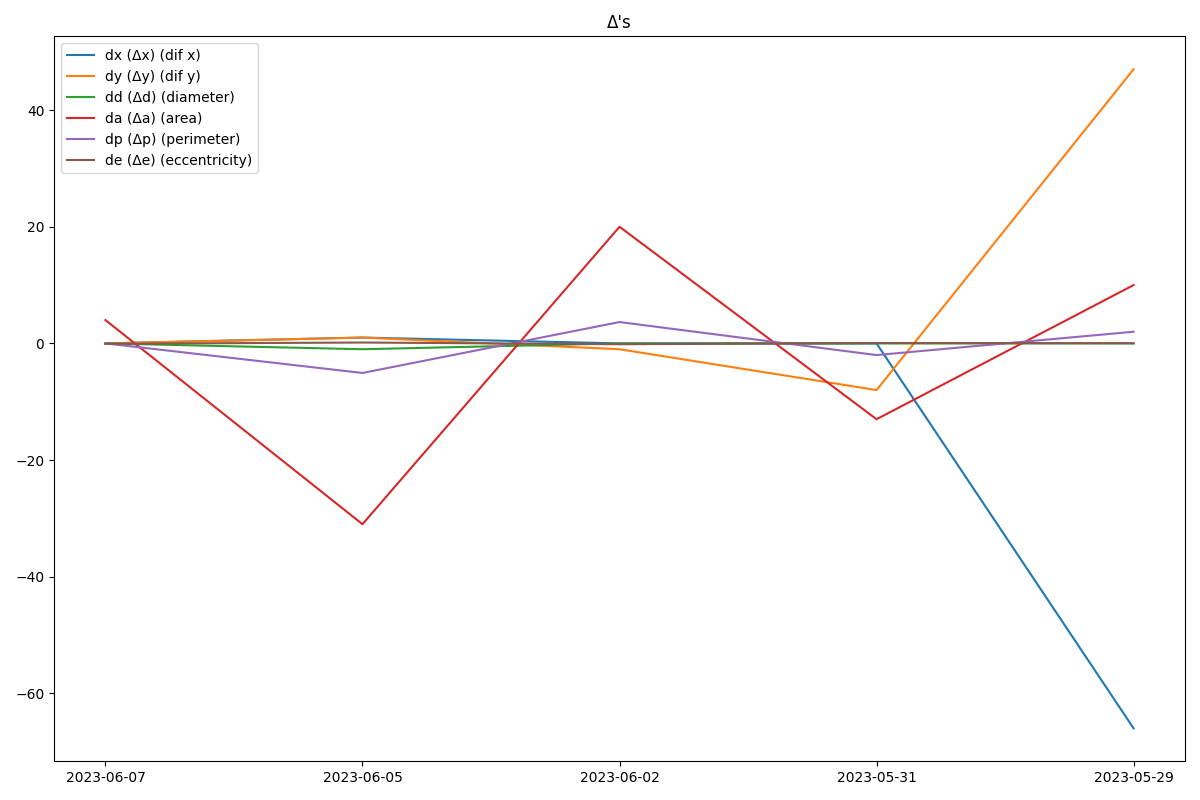 Δ's
dx (Δx) (dif x)
dy (Δy) (dif y)
dd (Δd) (diameter)
da (Δa) (area)
dp (Δp) (perimeter)
de (Δe) (eccentricity)
40
20
0
−20
−40
−60
2023-06-07 2023-06-05 2023-06-02 2023-05-31 2023-05-29